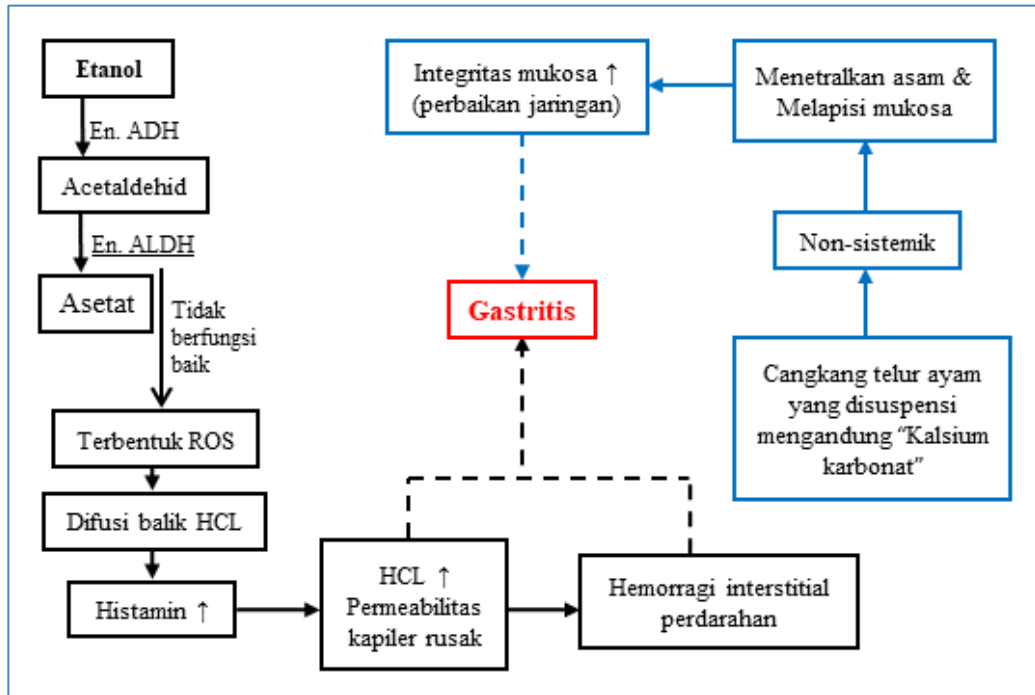 Etanol
En. ADH
Acetaldehid
En. ALDH
Asetat
Tidak
berfungsi
baik
Terbentuk ROS
Difusi balik HCL
Histamin ↑
HCL ↑
Permeabilitas
kapiler rusak
Hemorragi interstitial
perdarahan
Gastritis
Integritas mukosa ↑
(perbaikan jaringan)
Menetralkan asam &
Melapisi mukosa
Non-sistemik
Cangkang telur ayam
yang disuspensi
mengandung “Kalsium
karbonat”